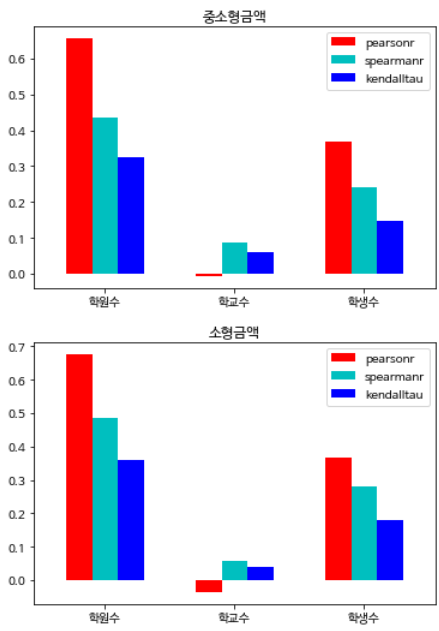 중소형금액
pearsonr
spearmanr
kendalltau
0.6
0.5
0.4
0.3
0.2
0.1
0.0
학원수 학교수 학생수
소형금액
pearsonr
spearmanr
kendalltau
0.7
0.6
0.5
0.4
0.3
0.2
0.1
0.0
학원수 학교수 학생수